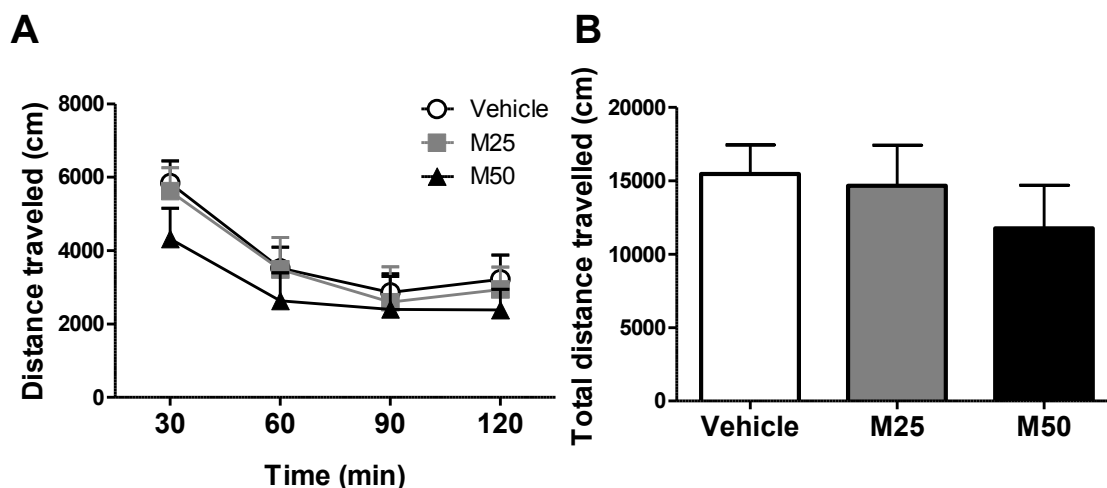 A
Distance traveled (cm)
8000
6000
4000
2000
0
30 60 90 120
Time (min)
Vehicle
M25
M50
B
Total distance travelled (cm)
20000
15000
10000
5000
0
Vehicle M25 M50